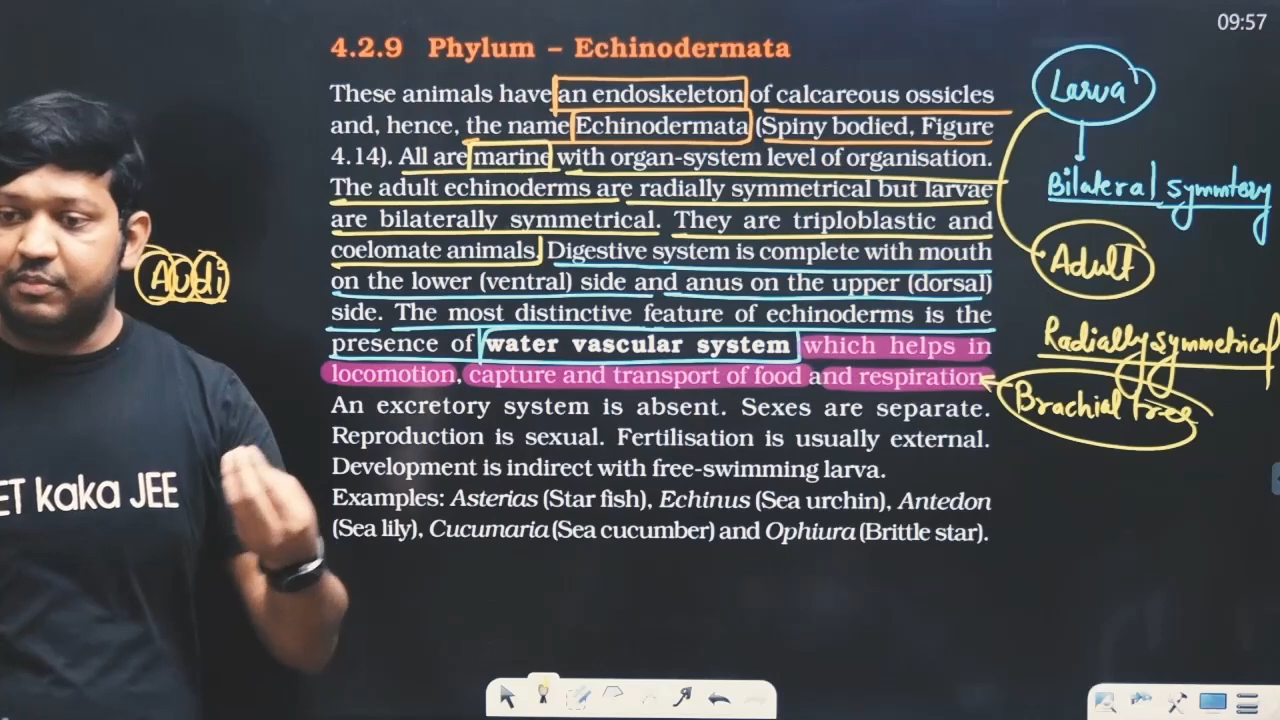 09:57
4.2.9 Phylum – Echinodermata
These animals have an endoskeleton of calcareous ossicles
and, hence, the name Echinodermata (Spiny bodied, Figure
4.14). All are marine with organ-system level of organisation.
The adult echinoderms are radially symmetrical but larvae
are bilaterally symmetrical. They are triploblastic and
coelomate animals. Digestive system is complete with mouth
on the lower (ventral) side and anus on the upper (dorsal)
side. The most distinctive feature of echinoderms is the
presence of water vascular system which helps in
locomotion, capture and transport of food and respiration.
An excretory system is absent. Sexes are separate.
Reproduction is sexual. Fertilisation is usually external.
Development is indirect with free-swimming larva.
Examples: Asterias (Star fish), Echinus (Sea urchin), Antedon
(Sea lily), Cucumaria (Sea cucumber) and Ophiura (Brittle star).
Larva
Bilateral symmtery
Adult
Radially symmetrical
Brachial tree
ET kaka JEE